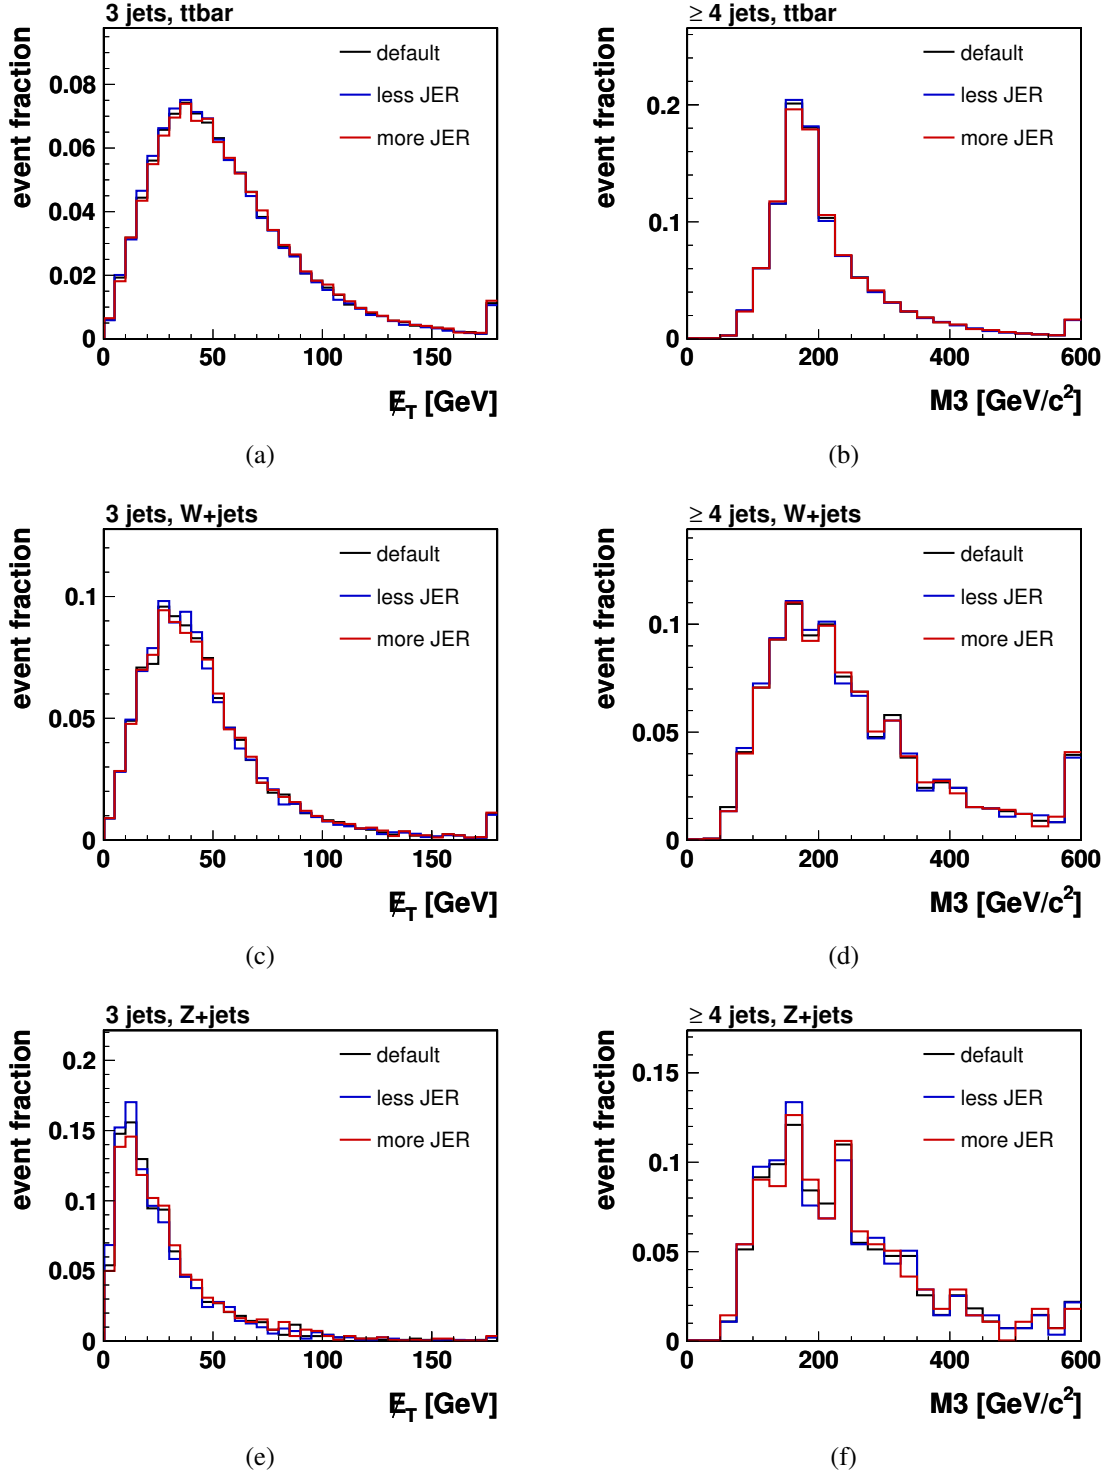 3 jets, ttbar
event fraction
default
less JER
more JER
0.08
0.06
0.04
0.02
0
0 50 100 150
E̸_T [GeV]
(a)
≥ 4 jets, ttbar
event fraction
default
less JER
more JER
0.2
0.1
0
0 200 400 600
M3 [GeV/c²]
(b)
3 jets, W+jets
event fraction
default
less JER
more JER
0.1
0.05
0
0 50 100 150
E̸_T [GeV]
(c)
≥ 4 jets, W+jets
event fraction
default
less JER
more JER
0.1
0.05
0
0 200 400 600
M3 [GeV/c²]
(d)
3 jets, Z+jets
event fraction
default
less JER
more JER
0.2
0.15
0.1
0.05
0
0 50 100 150
E̸_T [GeV]
(e)
≥ 4 jets, Z+jets
event fraction
default
less JER
more JER
0.15
0.1
0.05
0
0 200 400 600
M3 [GeV/c²]
(f)